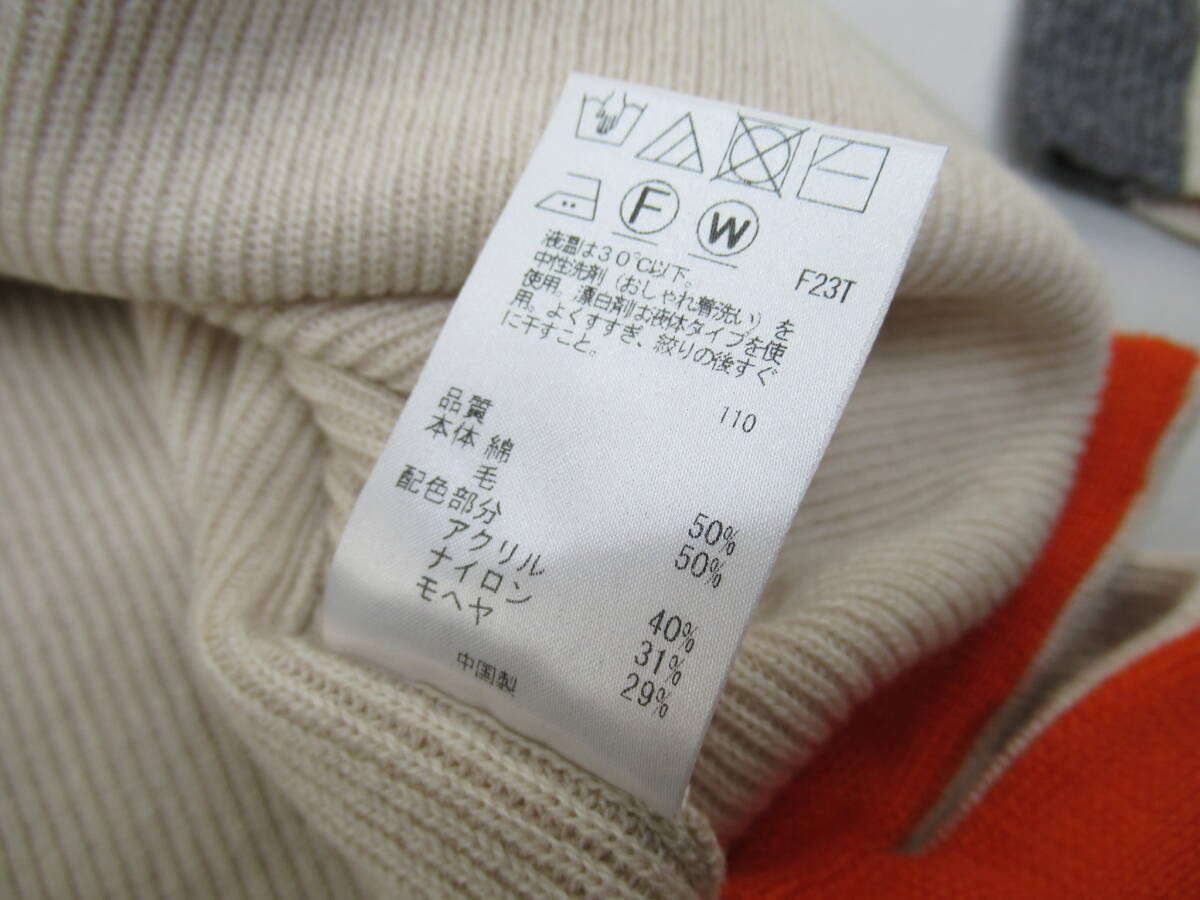 F
W
F23T
液温は30℃以下。
中性洗剤（おしゃれ着洗い）を
使用。漂白剤お液体タイプを使
用。よくすすぎ、絞りの後すぐ
に干すこと。
110
品質
本体 綿 50%
毛 50%
配色部分
アクリル 40%
ナイロン 31%
モヘヤ 29%
中国製